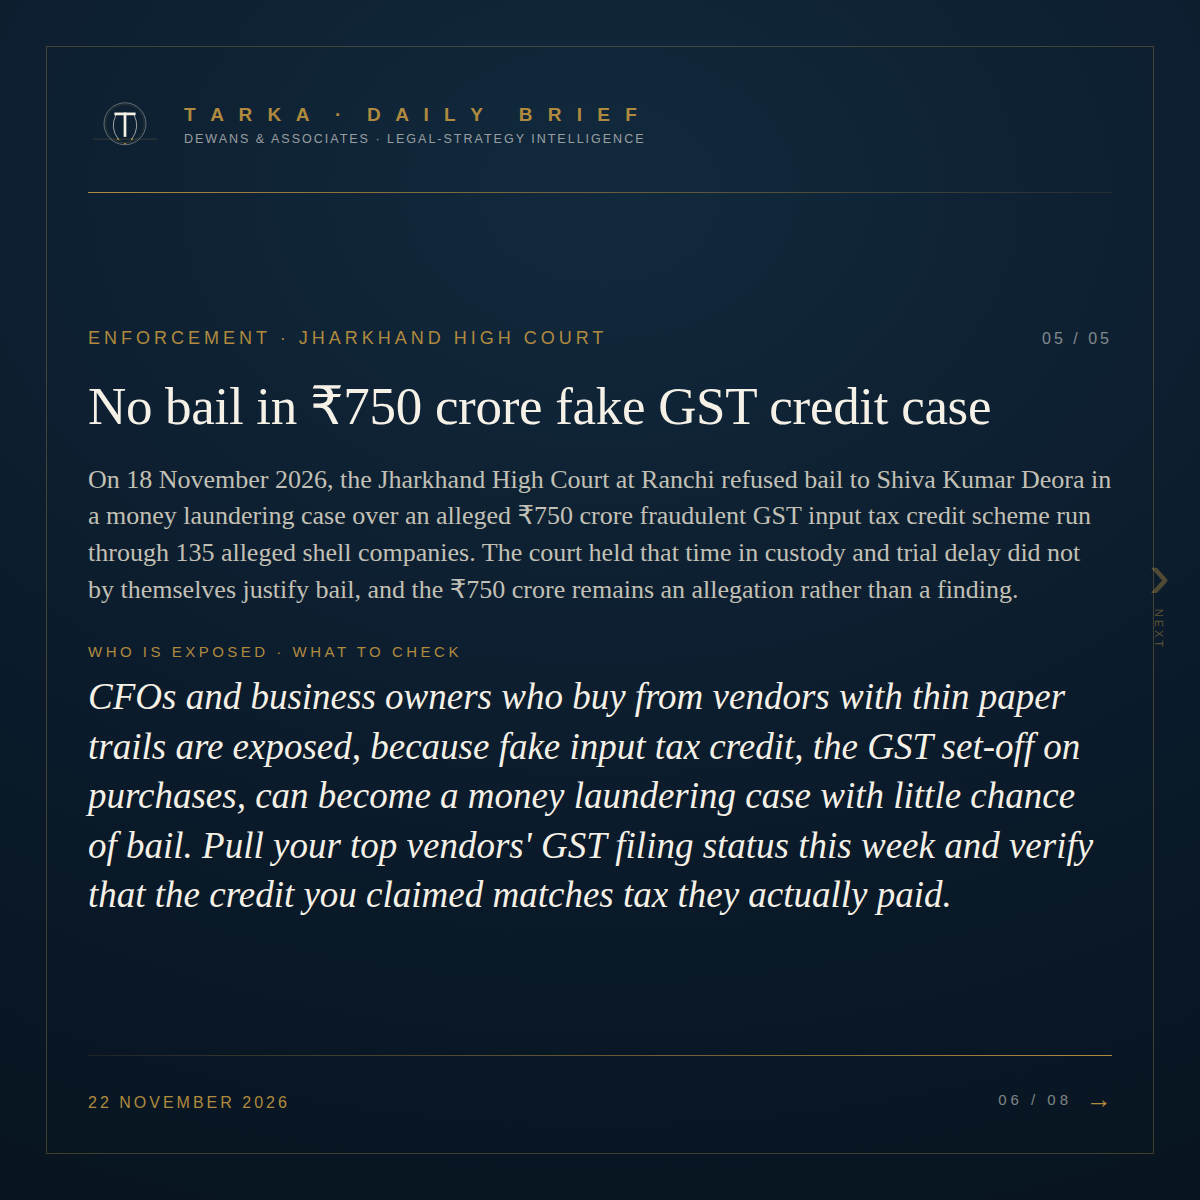 T
TARKA · DAILY BRIEF
DEWANS & ASSOCIATES · LEGAL-STRATEGY INTELLIGENCE
ENFORCEMENT · JHARKHAND HIGH COURT
05 / 05
No bail in ₹750 crore fake GST credit case
On 18 November 2026, the Jharkhand High Court at Ranchi refused bail to Shiva Kumar Deora in
a money laundering case over an alleged ₹750 crore fraudulent GST input tax credit scheme run
through 135 alleged shell companies. The court held that time in custody and trial delay did not
by themselves justify bail, and the ₹750 crore remains an allegation rather than a finding.
WHO IS EXPOSED · WHAT TO CHECK
CFOs and business owners who buy from vendors with thin paper
trails are exposed, because fake input tax credit, the GST set-off on
purchases, can become a money laundering case with little chance
of bail. Pull your top vendors' GST filing status this week and verify
that the credit you claimed matches tax they actually paid.
NEXT
22 NOVEMBER 2026
06 / 08 →